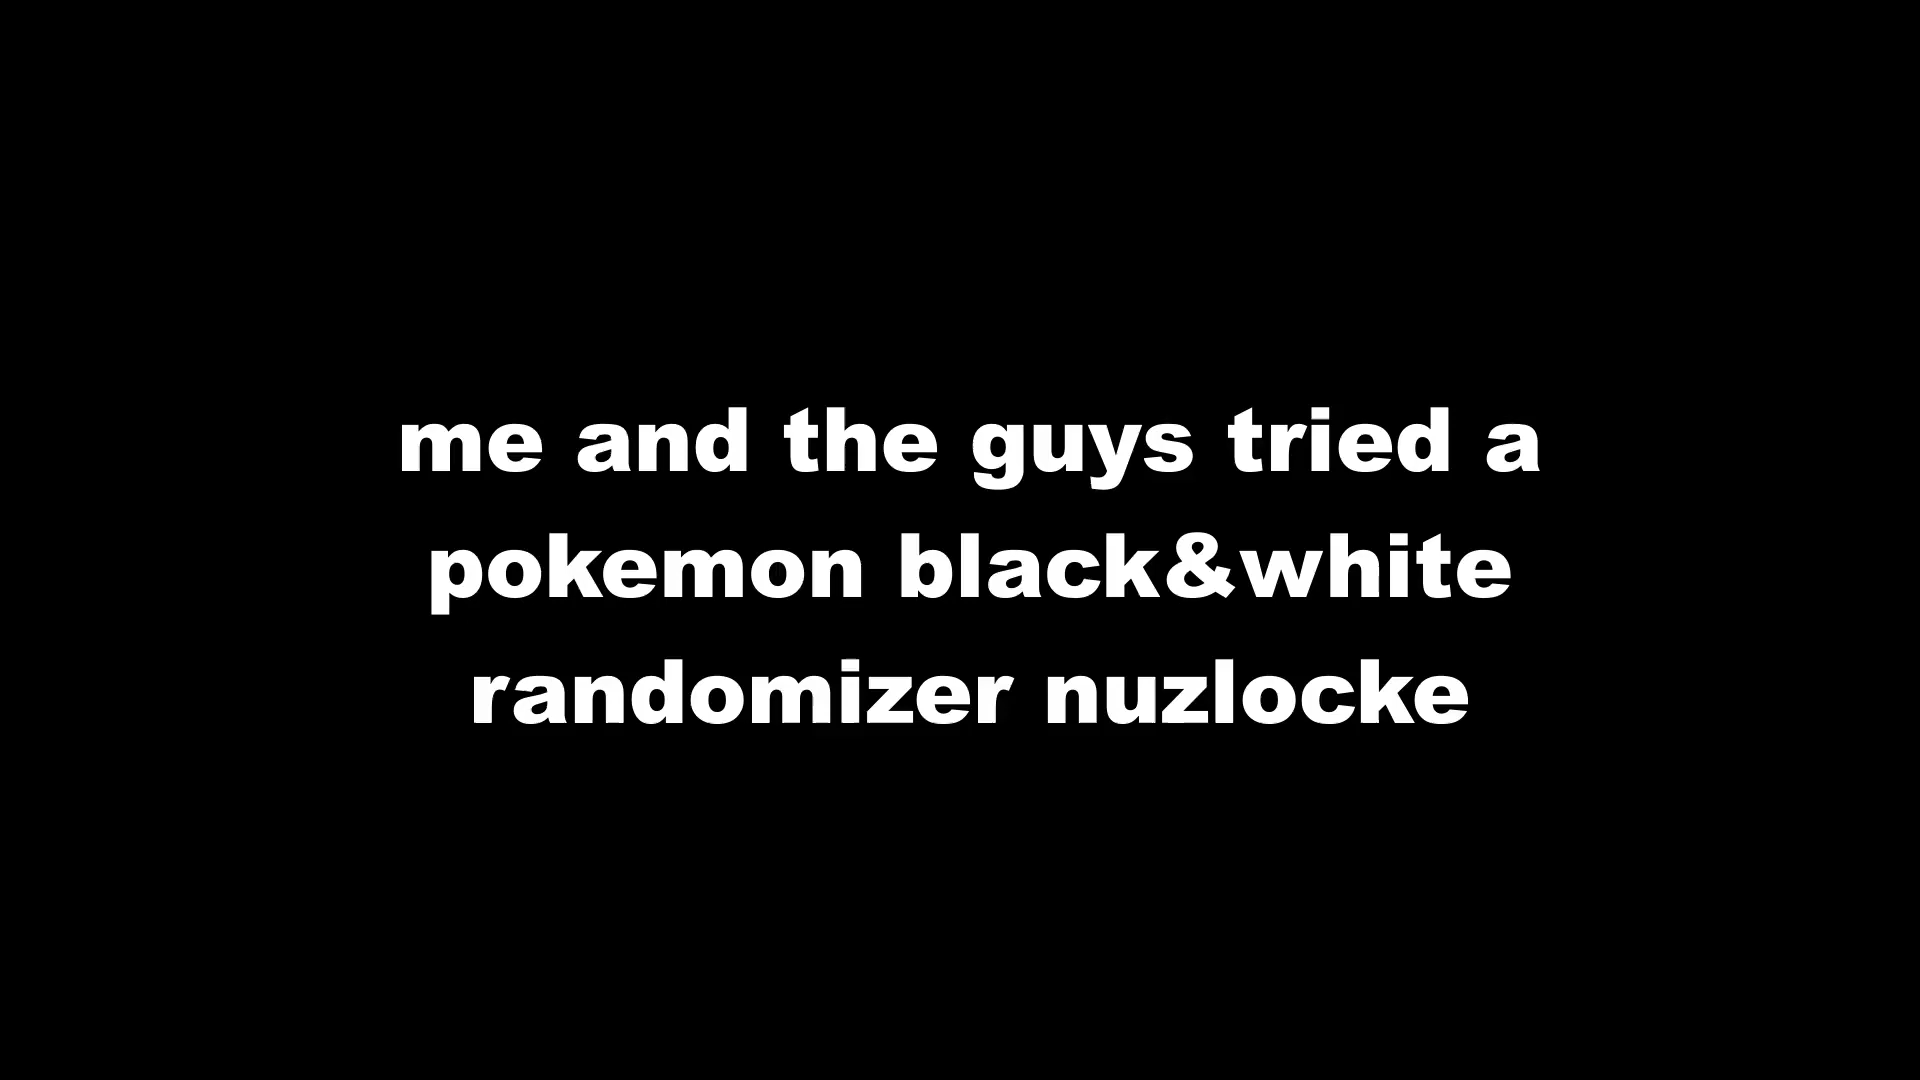 me and the guys tried a
pokemon black&white
randomizer nuzlocke